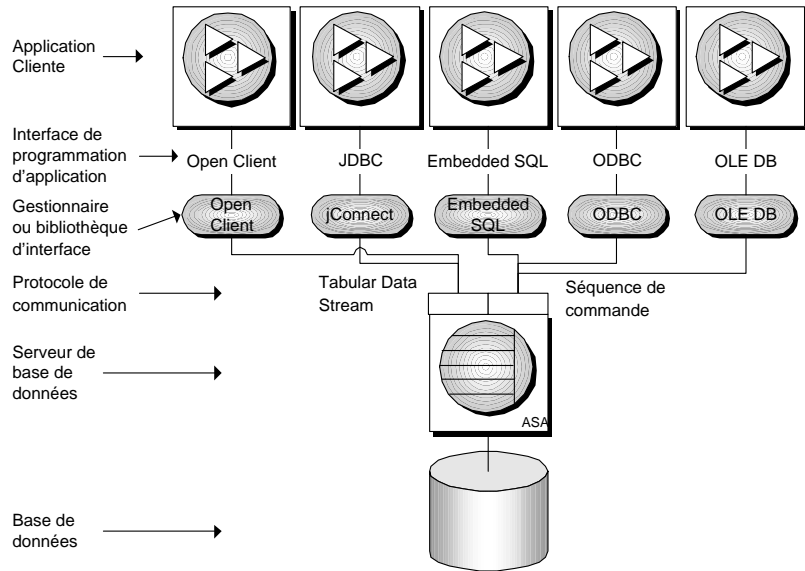 Application
Cliente
Interface de
programmation
d'application
Open Client
JDBC
Embedded SQL
ODBC
OLE DB
Gestionnaire
ou bibliothèque
d'interface
Open
Client
jConnect
Embedded
SQL
ODBC
OLE DB
Protocole de
communication
Tabular Data
Stream
Séquence de
commande
Serveur de
base de
données
ASA
Base de
données